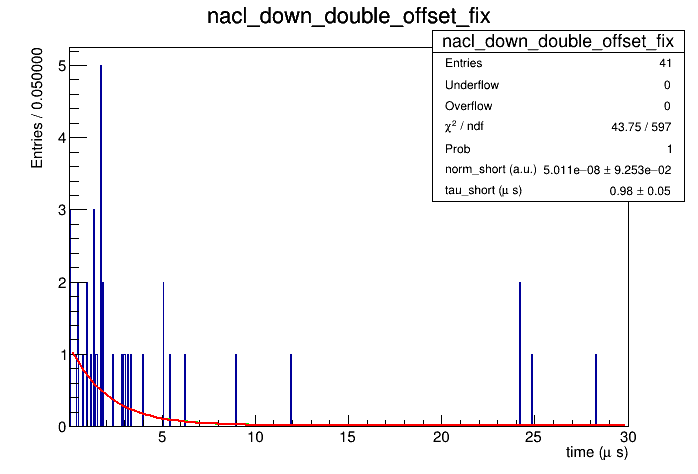 nacl_down_double_offset_fix
nacl_down_double_offset_fix
Entries 41
Underflow 0
Overflow 0
χ² / ndf 43.75 / 597
Prob 1
norm_short (a.u.) 5.011e−08 ± 9.253e−02
tau_short (μ s) 0.98 ± 0.05
Entries / 0.050000
5
4
3
2
1
0
5 10 15 20 25 30
time (μ s)